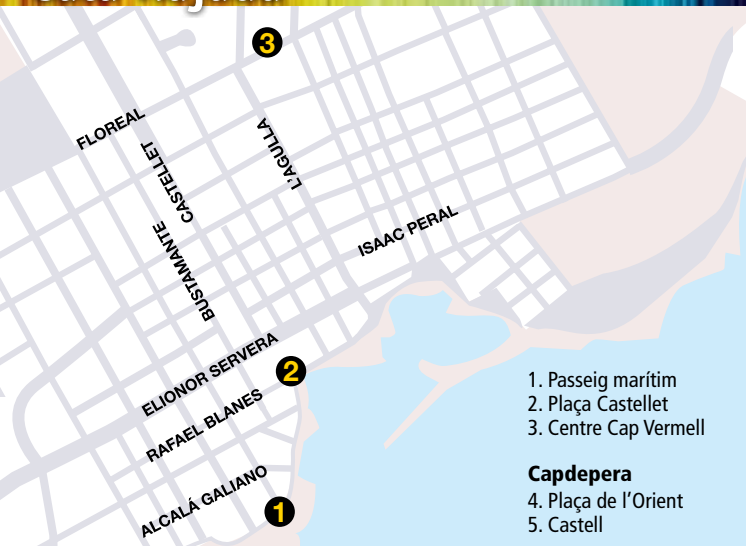 3
FLOREAL
CASTELLET
L'AGULLA
BUSTAMANTE
ISAAC PERAL
ELIONOR SERVERA
2
RAFAEL BLANES
ALCALÁ GALIANO
1
1. Passeig marítim
2. Plaça Castellet
3. Centre Cap Vermell
Capdepera
4. Plaça de l'Orient
5. Castell